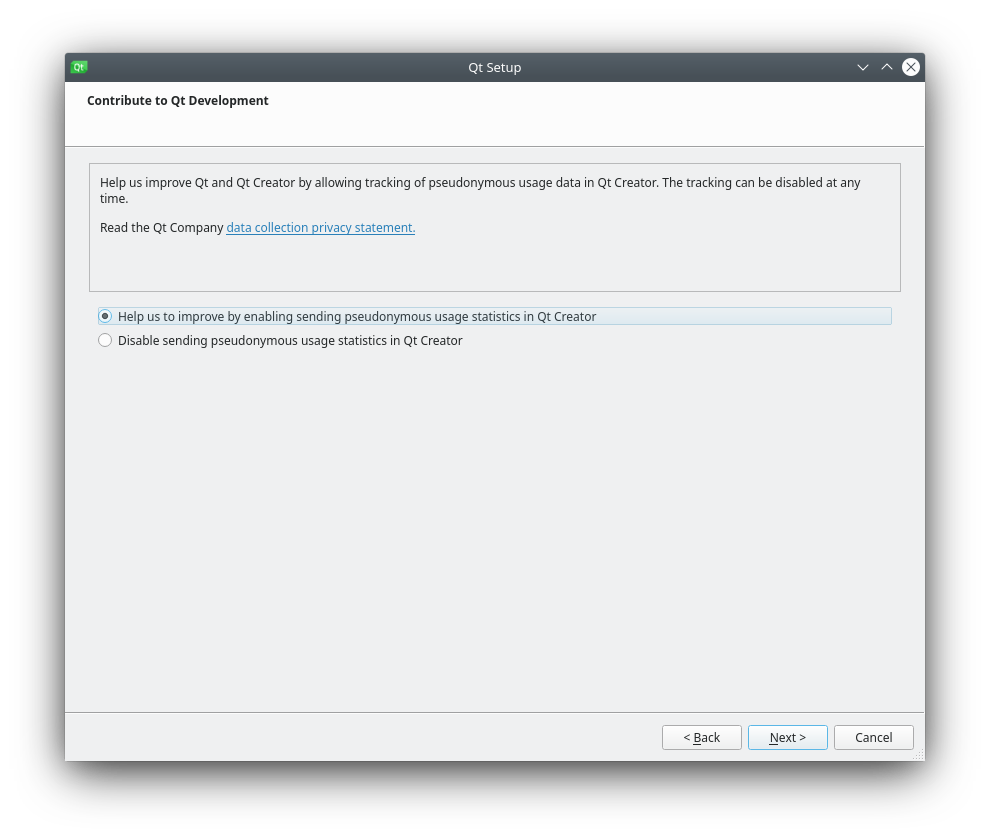 Qt
Qt Setup
Contribute to Qt Development
Help us improve Qt and Qt Creator by allowing tracking of pseudonymous usage data in Qt Creator. The tracking can be disabled at any
time.
Read the Qt Company data collection privacy statement.
Help us to improve by enabling sending pseudonymous usage statistics in Qt Creator
Disable sending pseudonymous usage statistics in Qt Creator
< Back
Next >
Cancel